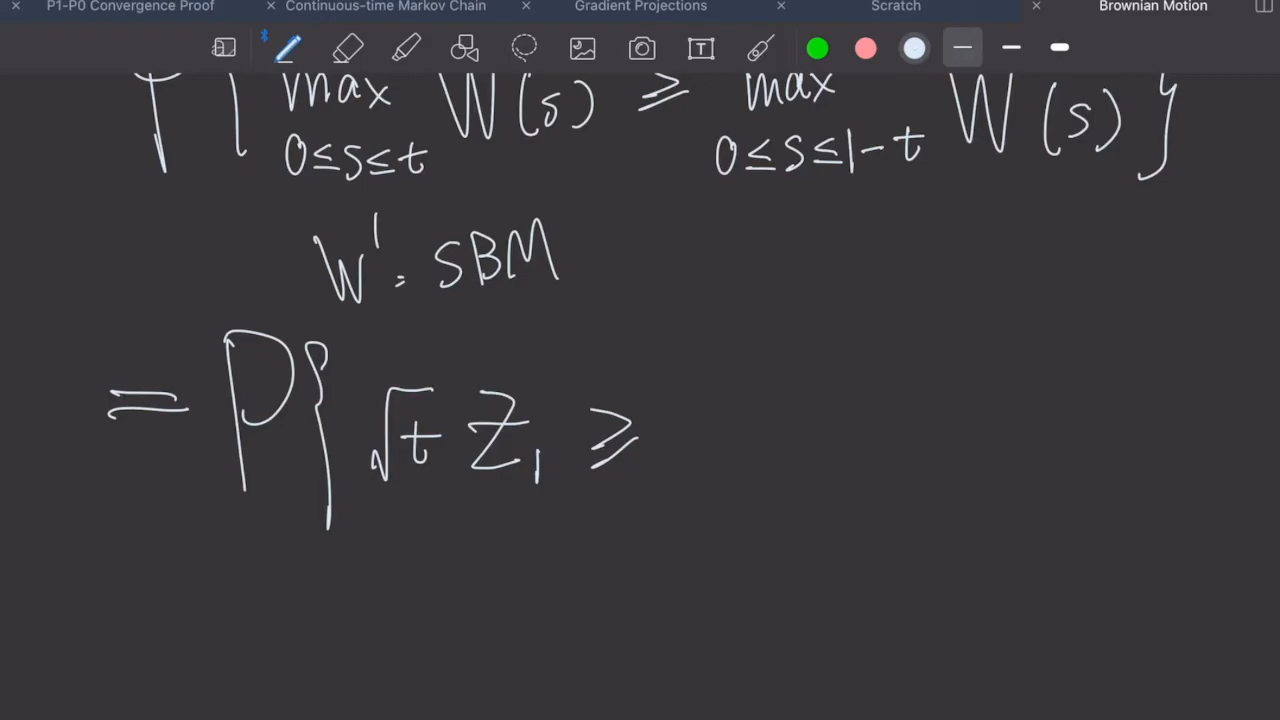 P1-P0 Convergence Proof Continuous-time Markov Chain Gradient Projections Scratch Brownian Motion
P { max W(s) ≥ max W(s) }
0≤s≤t 0≤s≤1-t
W' = SBM
= P{ √t Z₁ ≥